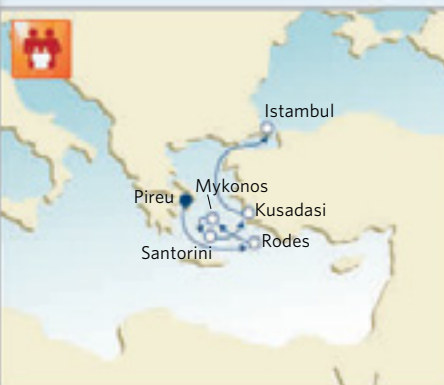 Istambul
Mykonos
Pireu
Kusadasi
Rodes
Santorini